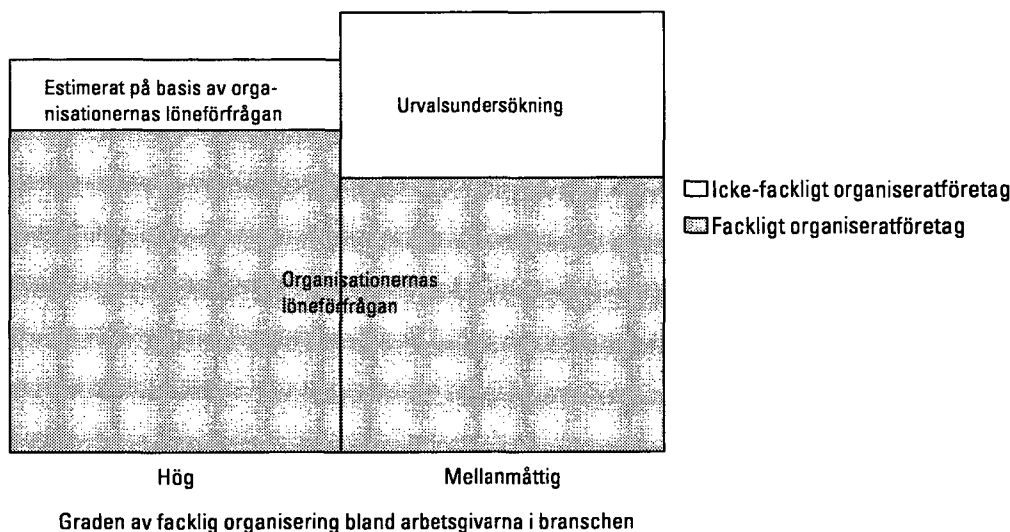 Estimerat på basis av orga-
nisationernas löneförfrågan
Urvalsundersökning
Icke-fackligt organiseratföretag
Fackligt organiseratföretag
Organisationernas
löneförfrågan
Hög
Mellanmåttig
Graden av facklig organisering bland arbetsgivarna i branschen